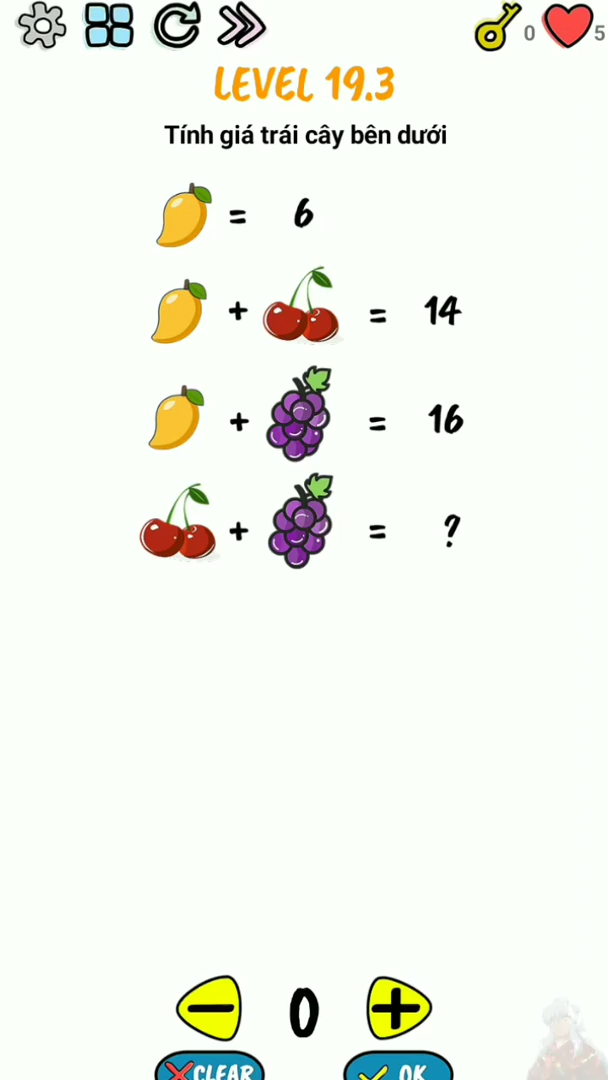 0 5
LEVEL 19.3
Tính giá trái cây bên dưới
= 6
+ = 14
+ = 16
+ = ?
− 0 +
CLEAR OK